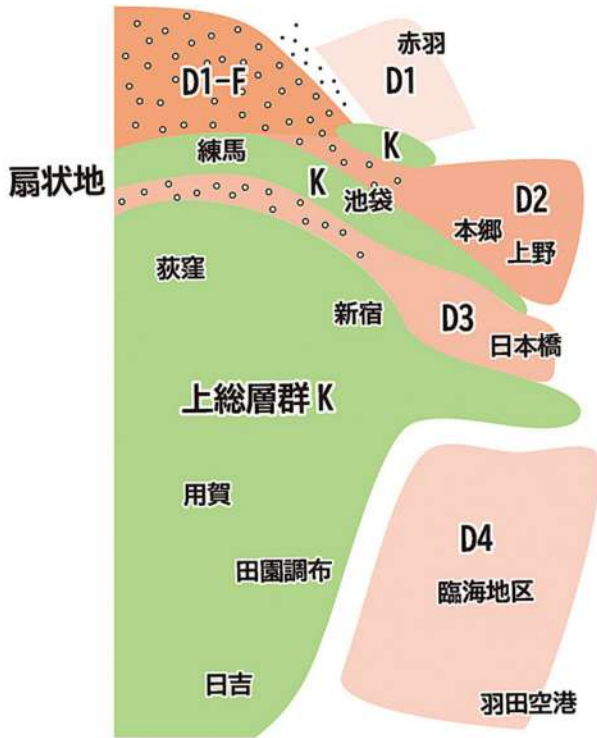 赤羽
D1-F
D1
練馬
K
扇状地
K
池袋
D2
本郷
上野
荻窪
新宿
D3
日本橋
上総層群 K
用賀
D4
田園調布
臨海地区
日吉
羽田空港